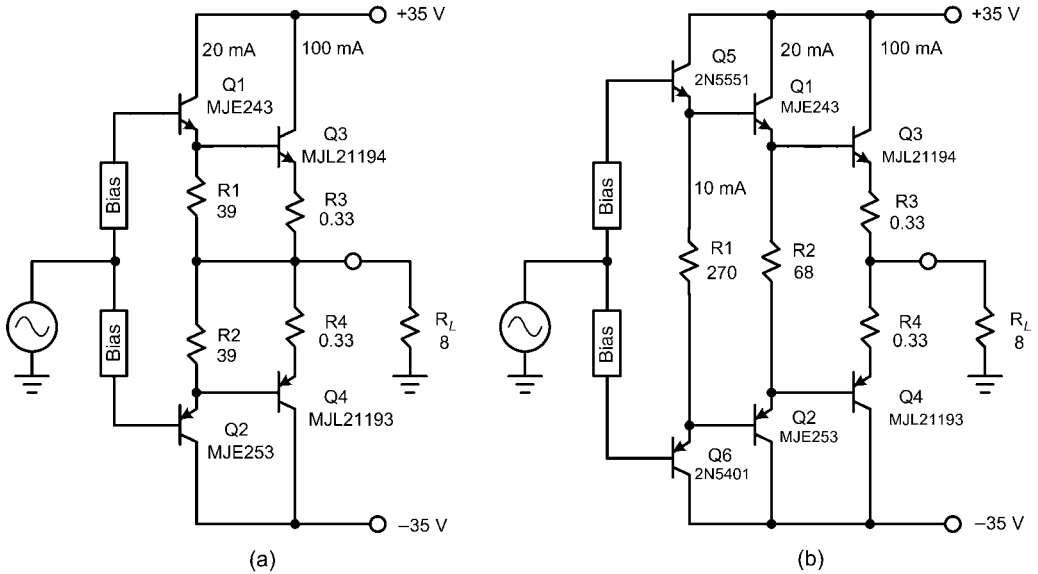 +35 V
20 mA
100 mA
Q1
MJE243
Q3
MJL21194
Bias
R1
39
R3
0.33
R2
39
R4
0.33
R_L
8
Bias
Q2
MJE253
Q4
MJL21193
–35 V
(a)
+35 V
Q5
2N5551
20 mA
100 mA
Q1
MJE243
Q3
MJL21194
Bias
10 mA
R3
0.33
R1
270
R2
68
R4
0.33
R_L
8
Bias
Q6
2N5401
Q2
MJE253
Q4
MJL21193
–35 V
(b)